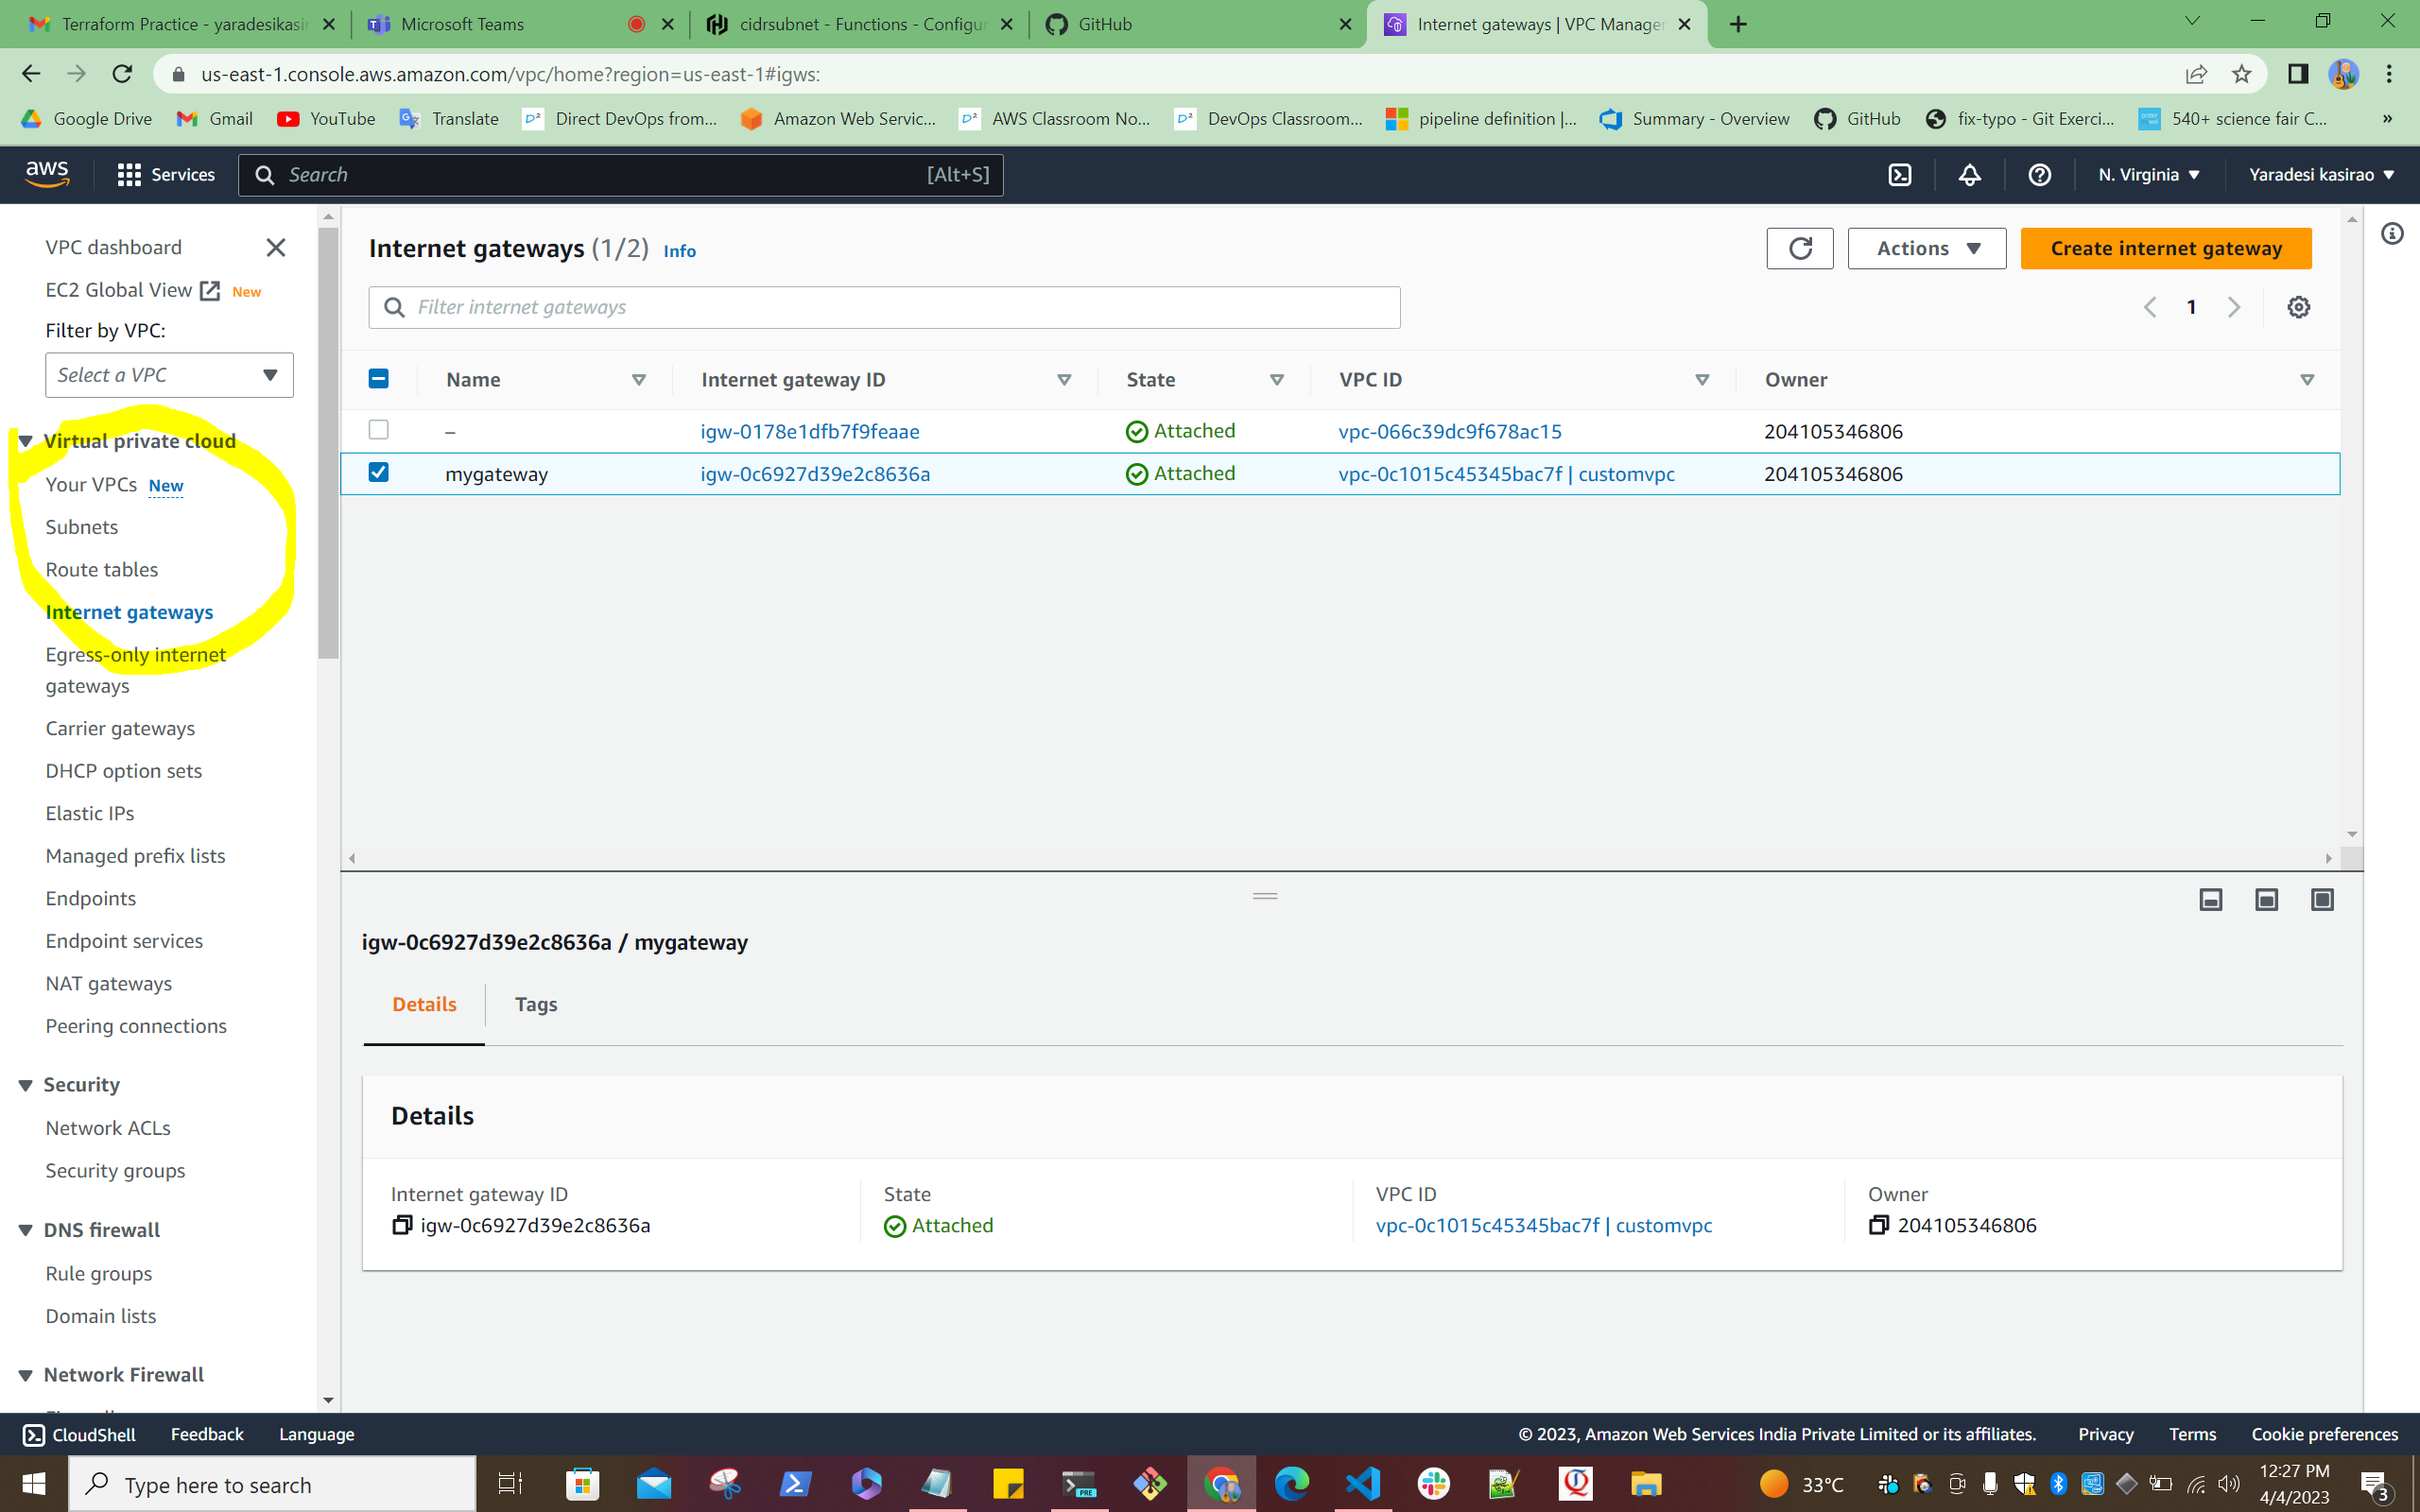 Terraform Practice - yaradesikasir
Microsoft Teams
cidrsubnet - Functions - Configur
GitHub
Internet gateways | VPC Manager
us-east-1.console.aws.amazon.com/vpc/home?region=us-east-1#igws:
Google Drive Gmail YouTube Translate Direct DevOps from... Amazon Web Servic... AWS Classroom No... DevOps Classroom... pipeline definition |... Summary - Overview GitHub fix-typo - Git Exerci... 540+ science fair C... »
aws Services Search [Alt+S] N. Virginia Yaradesi kasirao
VPC dashboard
EC2 Global View New
Filter by VPC:
Select a VPC
Virtual private cloud
Your VPCs New
Subnets
Route tables
Internet gateways
Egress-only internet
gateways
Carrier gateways
DHCP option sets
Elastic IPs
Managed prefix lists
Endpoints
Endpoint services
NAT gateways
Peering connections
Security
Network ACLs
Security groups
DNS firewall
Rule groups
Domain lists
Network Firewall
Internet gateways (1/2) Info
Actions
Create internet gateway
Filter internet gateways
1
Name Internet gateway ID State VPC ID Owner
– igw-0178e1dfb7f9feaae Attached vpc-066c39dc9f678ac15 204105346806
mygateway igw-0c6927d39e2c8636a Attached vpc-0c1015c45345bac7f | customvpc 204105346806
igw-0c6927d39e2c8636a / mygateway
Details Tags
Details
Internet gateway ID State VPC ID Owner
igw-0c6927d39e2c8636a Attached vpc-0c1015c45345bac7f | customvpc 204105346806
CloudShell Feedback Language © 2023, Amazon Web Services India Private Limited or its affiliates. Privacy Terms Cookie preferences
Type here to search
PRE
33°C
12:27 PM
4/4/2023
3